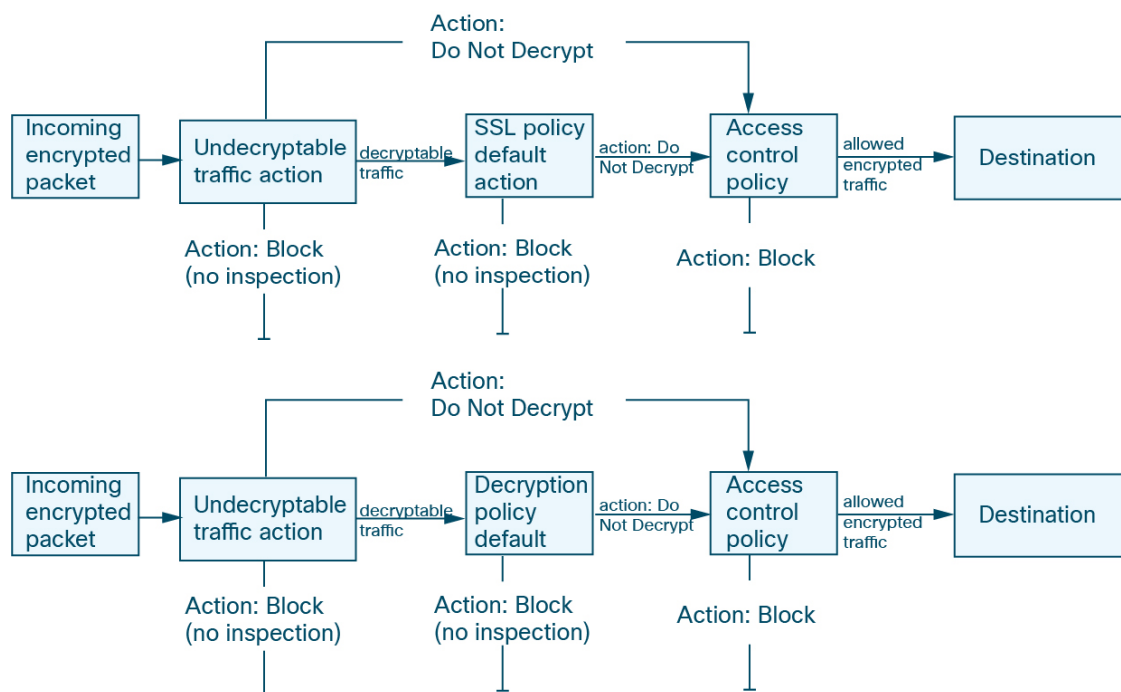 Action:
Do Not Decrypt
Incoming
encrypted
packet
Undecryptable
traffic action
decryptable
traffic
SSL policy
default
action
action: Do
Not Decrypt
Access
control
policy
allowed
encrypted
traffic
Destination
Action: Block
(no inspection)
Action: Block
(no inspection)
Action: Block
Action:
Do Not Decrypt
Incoming
encrypted
packet
Undecryptable
traffic action
decryptable
traffic
Decryption
policy
default
action: Do
Not Decrypt
Access
control
policy
allowed
encrypted
traffic
Destination
Action: Block
(no inspection)
Action: Block
(no inspection)
Action: Block